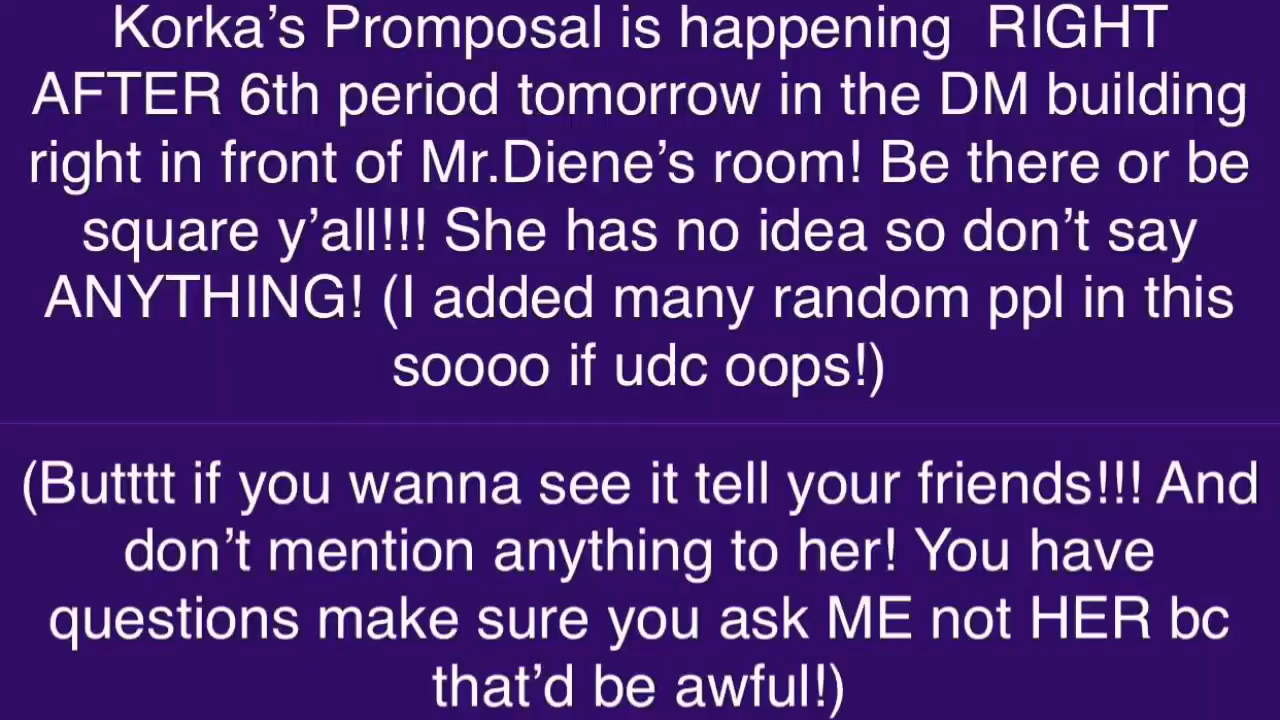 Korka’s Promposal is happening  RIGHT
AFTER 6th period tomorrow in the DM building
right in front of Mr.Diene’s room! Be there or be
square y’all!!! She has no idea so don’t say
ANYTHING! (I added many random ppl in this
soooo if udc oops!)
(Butttt if you wanna see it tell your friends!!! And
don’t mention anything to her! You have
questions make sure you ask ME not HER bc
that’d be awful!)